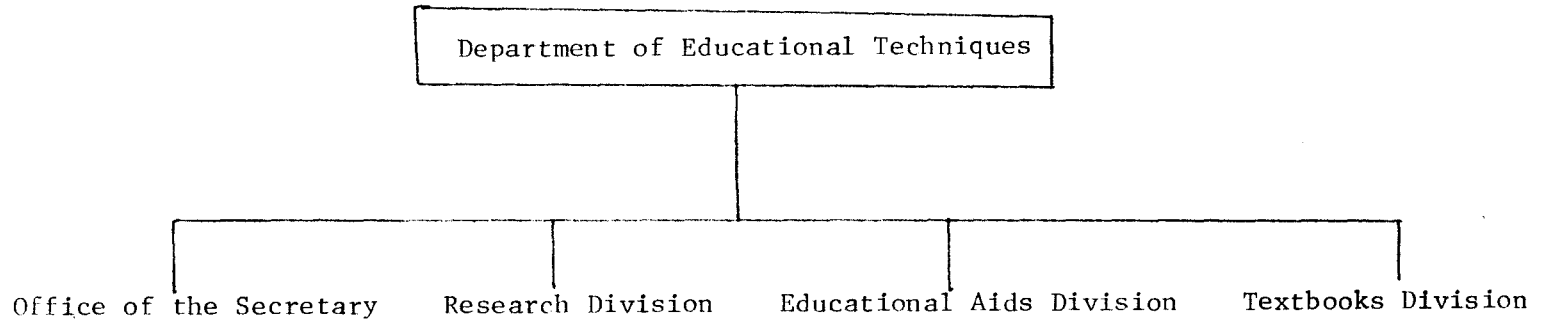 Department of Educational Techniques
Office of the Secretary Research Division Educational Aids Division Textbooks Division